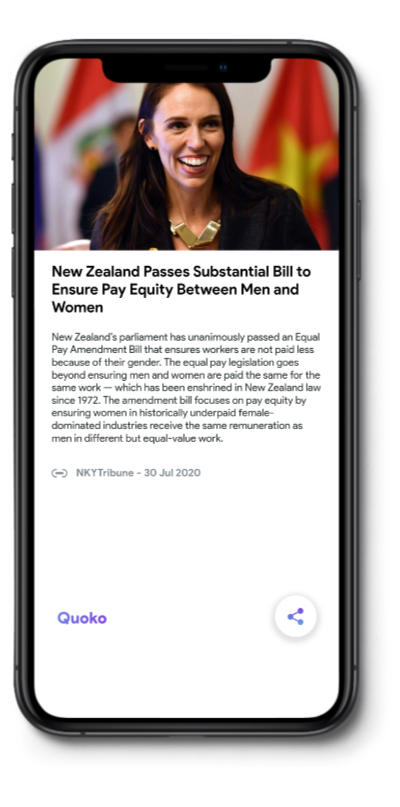 New Zealand Passes Substantial Bill to
Ensure Pay Equity Between Men and
Women
New Zealand's parliament has unanimously passed an Equal
Pay Amendment Bill that ensures workers are not paid less
because of their gender. The equal pay legislation goes
beyond ensuring men and women are paid the same for the
same work — which has been enshrined in New Zealand law
since 1972. The amendment bill focuses on pay equity by
ensuring women in historically underpaid female-
dominated industries receive the same remuneration as
men in different but equal-value work.
NKYTribune - 30 Jul 2020
Quoko